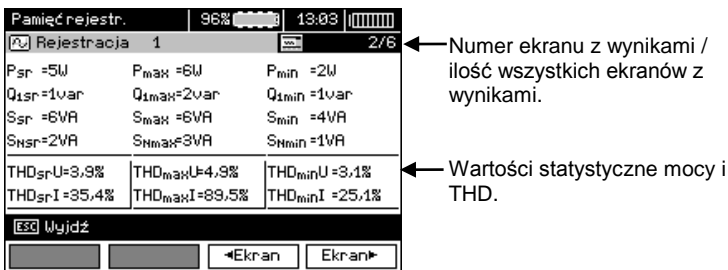 Pamięć rejestr. 96% 13:03
Rejestracja 1 2/6
Psr =5W Pmax =6W Pmin =2W
Q1sr=1var Q1max=2var Q1min =1var
Ssr =6VA Smax =6VA Smin =4VA
SNsr=2VA SNmax=3VA SNmin =1VA
THDsrU=3,9% THDmaxU=4,9% THDminU =3,1%
THDsrI =35,4% THDmaxI=89,5% THDminI =25,1%
ESC Wyjdź
◄Ekran Ekran►
Numer ekranu z wynikami /
ilość wszystkich ekranów z
wynikami.
Wartości statystyczne mocy i
THD.